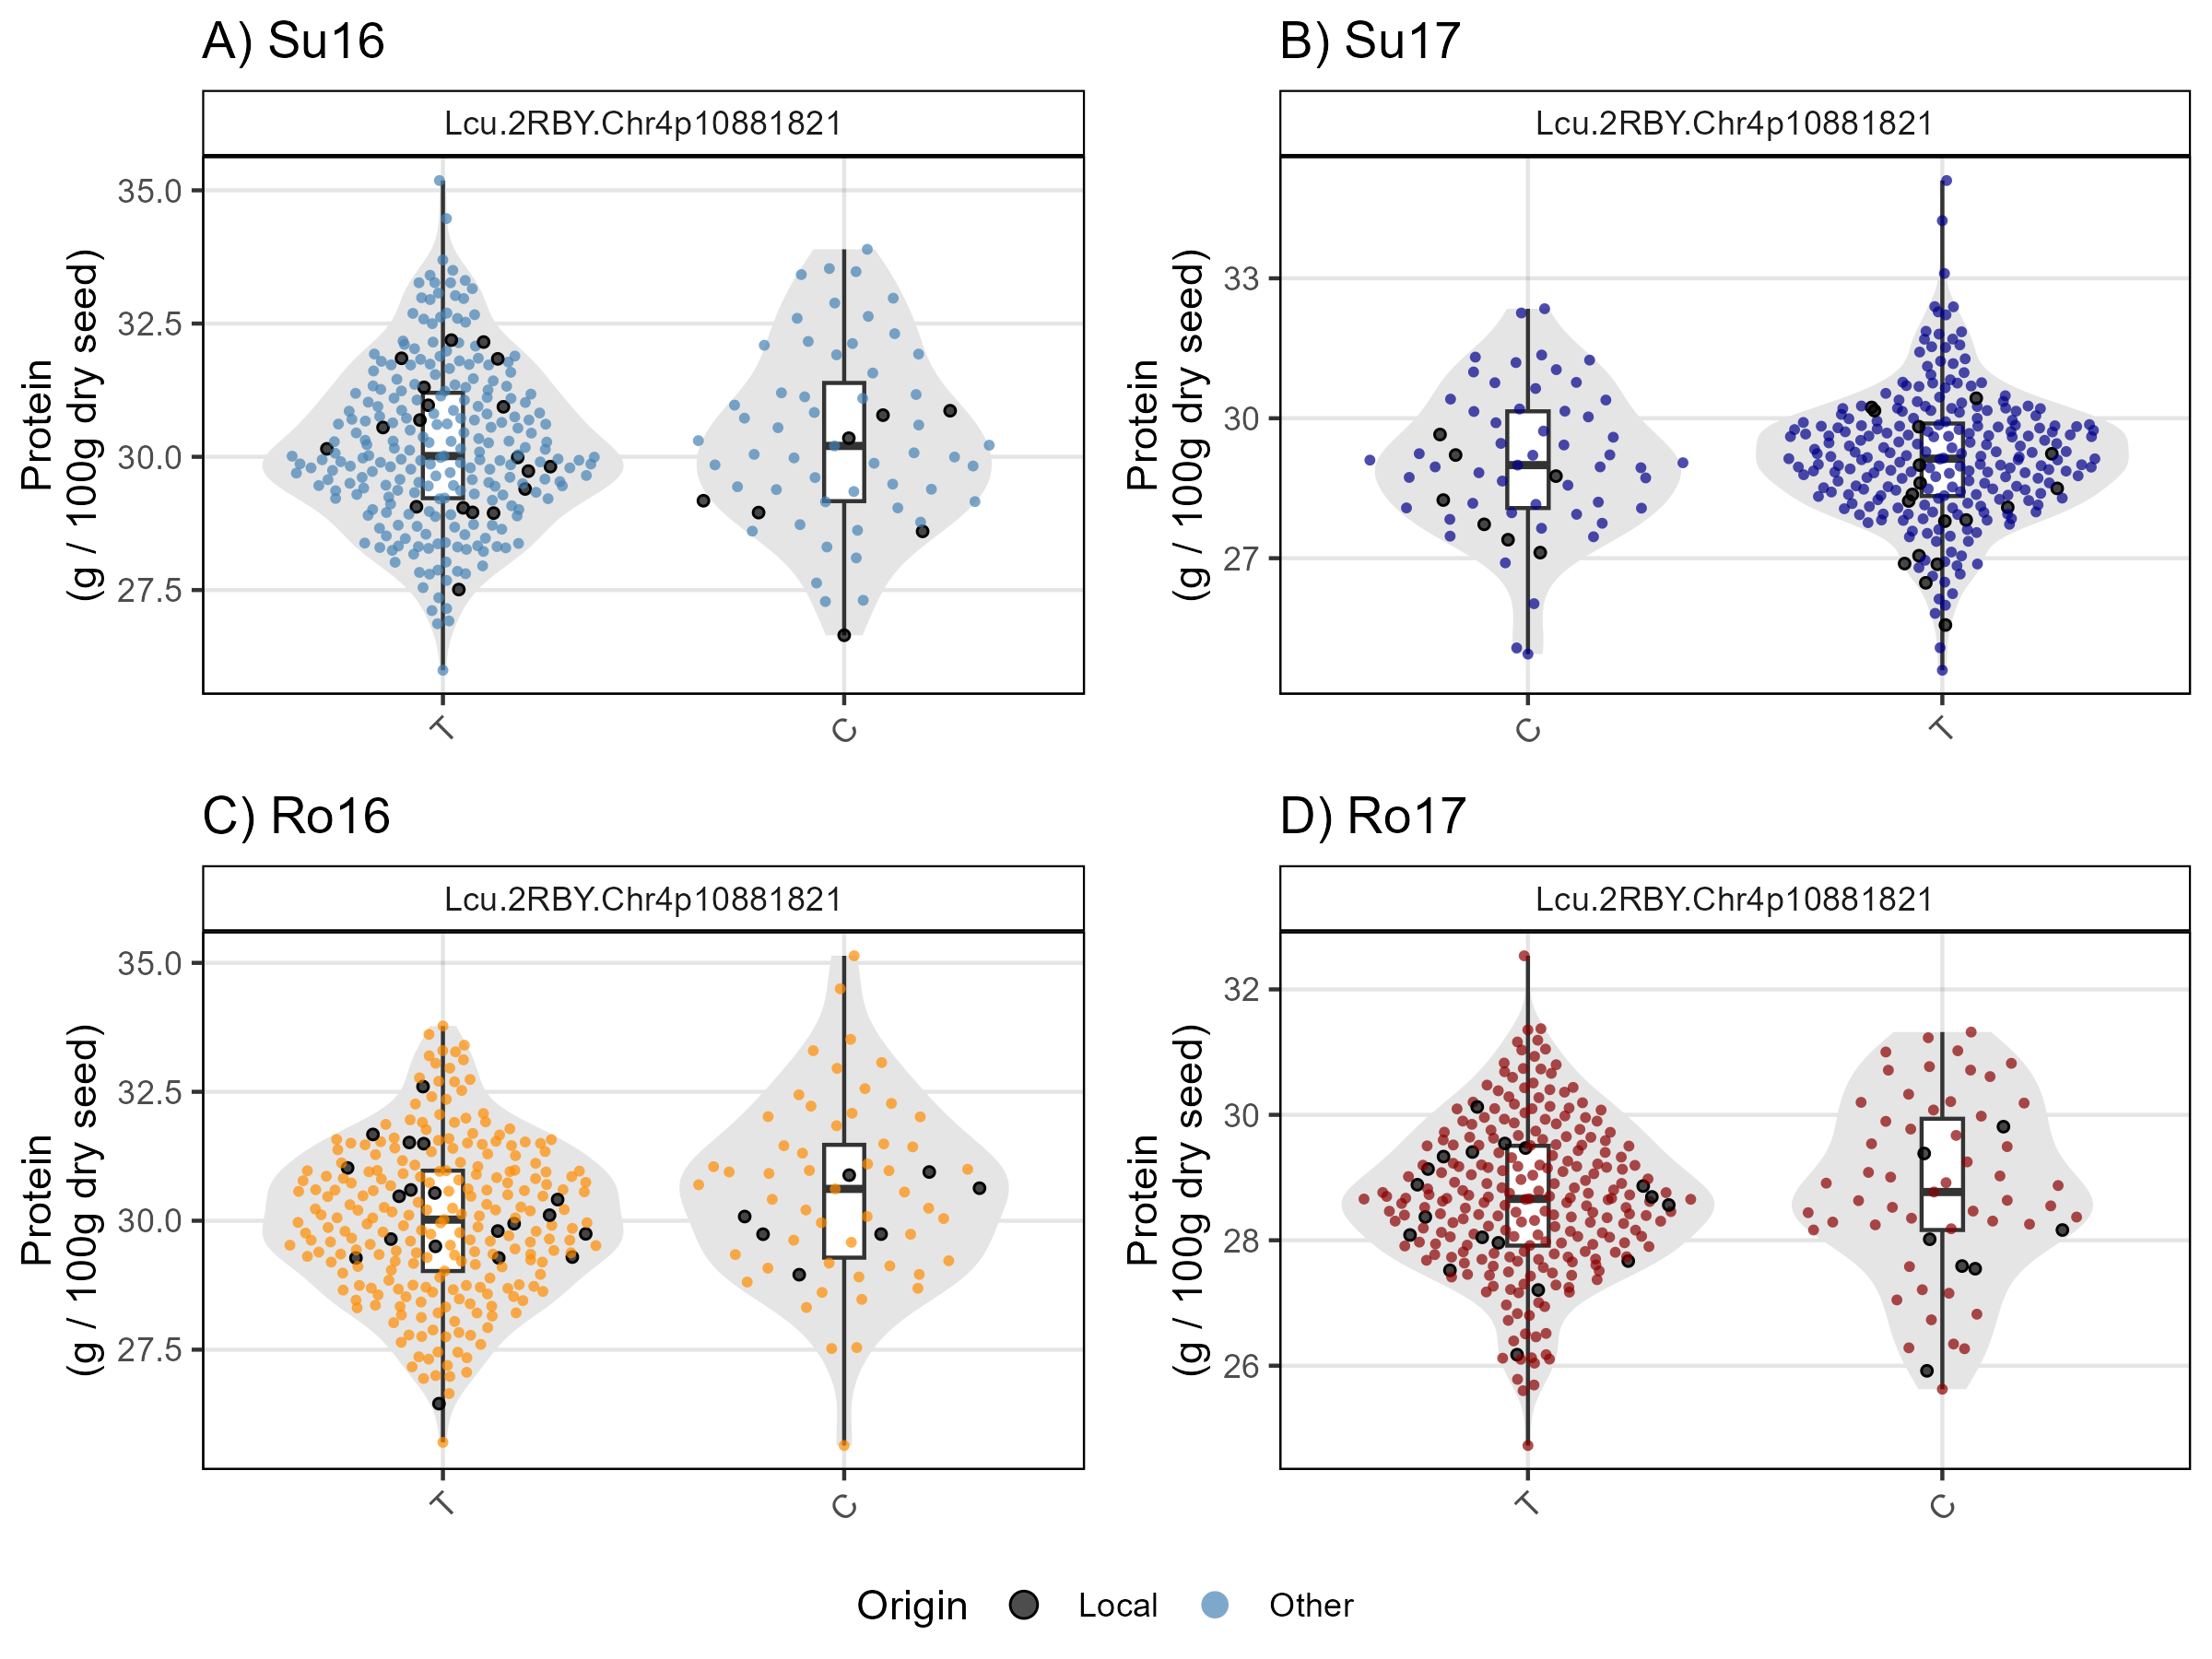 A) Su16
Lcu.2RBY.Chr4p10881821
Protein
(g / 100g dry seed)
35.0
32.5
30.0
27.5
T
C
B) Su17
Lcu.2RBY.Chr4p10881821
Protein
(g / 100g dry seed)
33
30
27
C
T
C) Ro16
Lcu.2RBY.Chr4p10881821
Protein
(g / 100g dry seed)
35.0
32.5
30.0
27.5
T
C
D) Ro17
Lcu.2RBY.Chr4p10881821
Protein
(g / 100g dry seed)
32
30
28
26
T
C
Origin Local Other